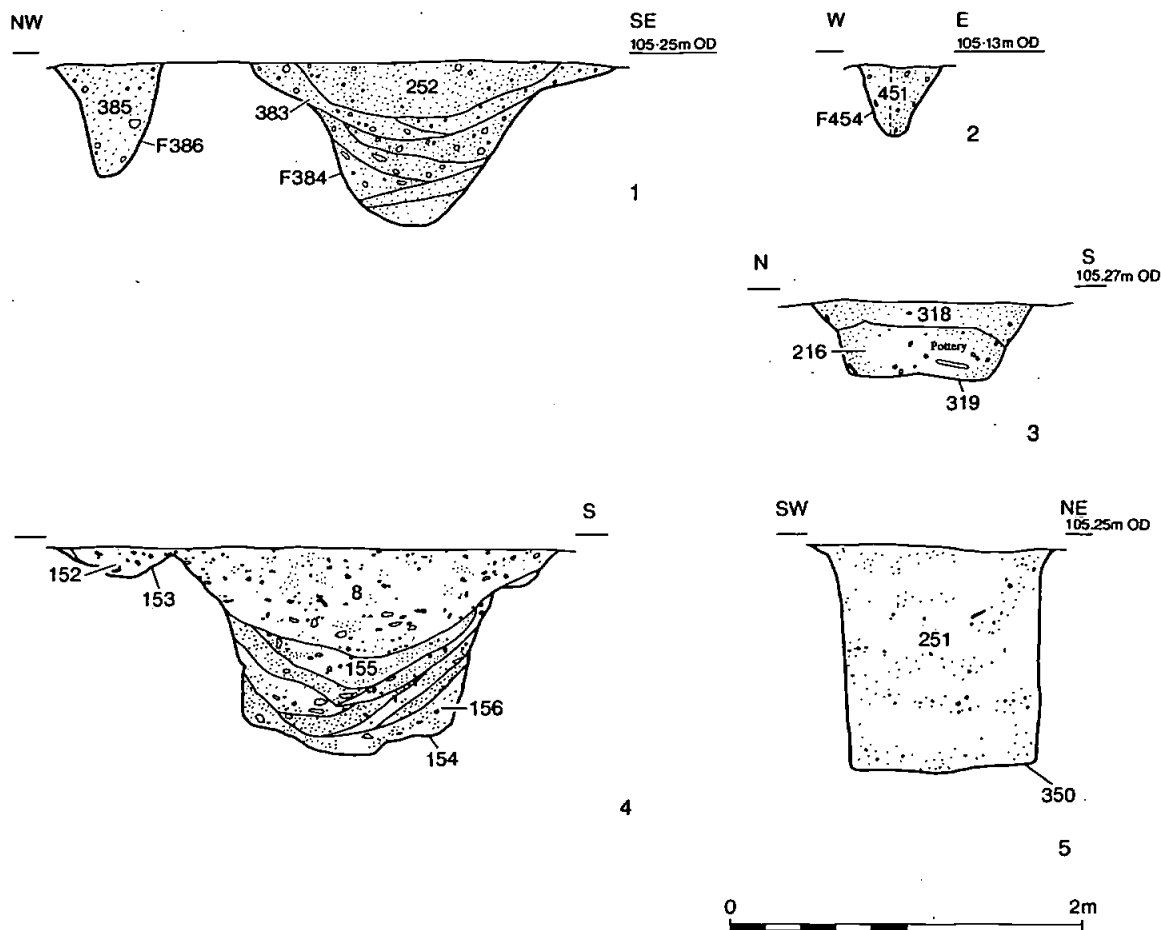 NW SE
105·25m OD
385
383
252
F386
F384
1
W E
105·13m OD
451
F454
2
N S
105.27m OD
318
216
Pottery
319
3
S
152
153
8
155
156
154
4
SW NE
105.25m OD
251
350
5
0 2m